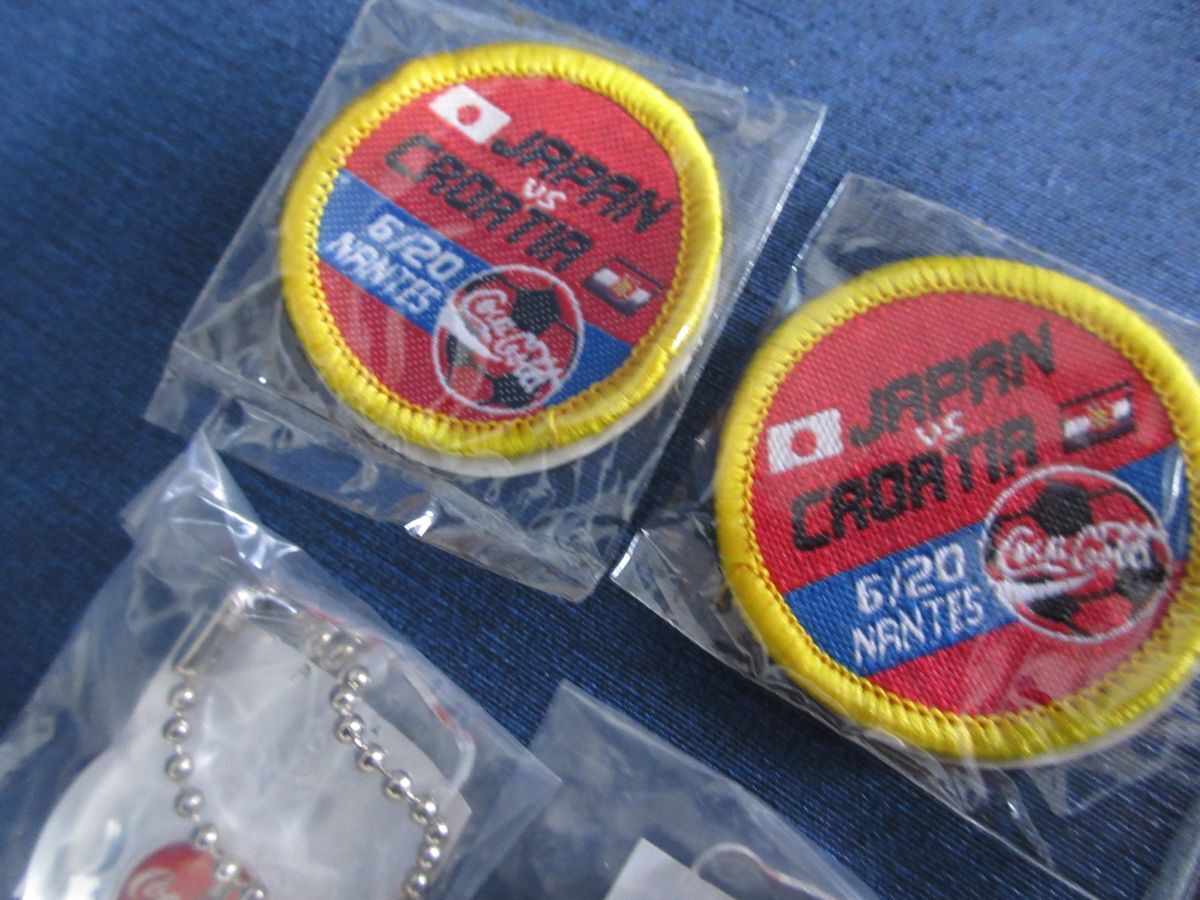 JAPAN
vs
CROATIA
6/20
NANTES
Coca-Cola
JAPAN
vs
CROATIA
6/20
NANTES
Coca-Cola